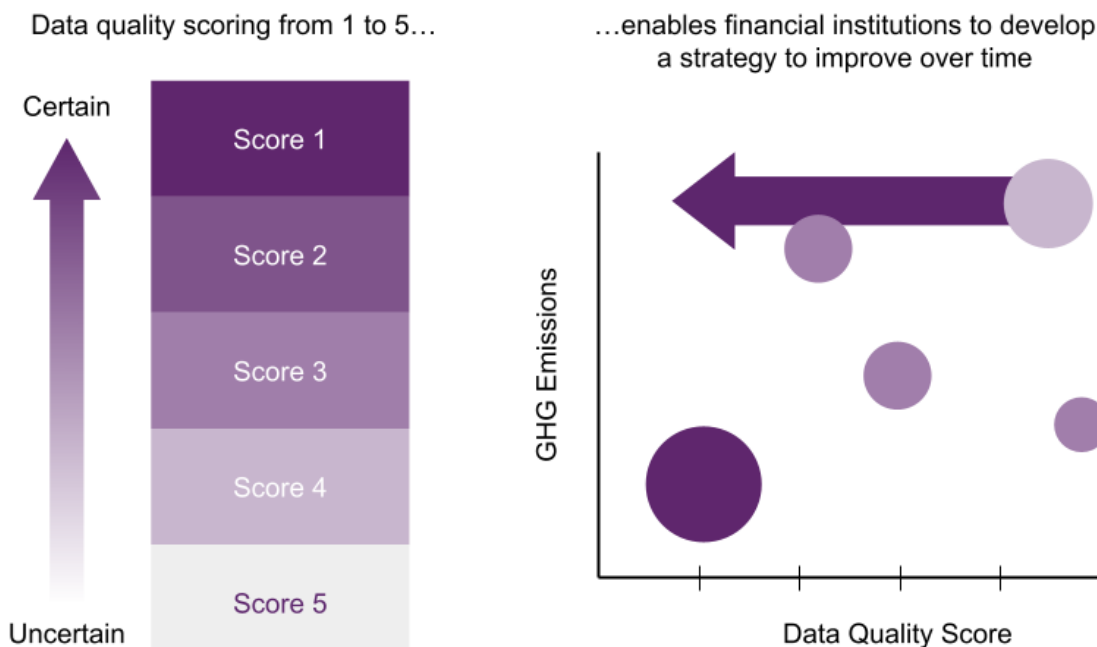 Data quality scoring from 1 to 5…
Certain
Score 1
Score 2
Score 3
Score 4
Score 5
Uncertain
…enables financial institutions to develop
a strategy to improve over time
GHG Emissions
Data Quality Score